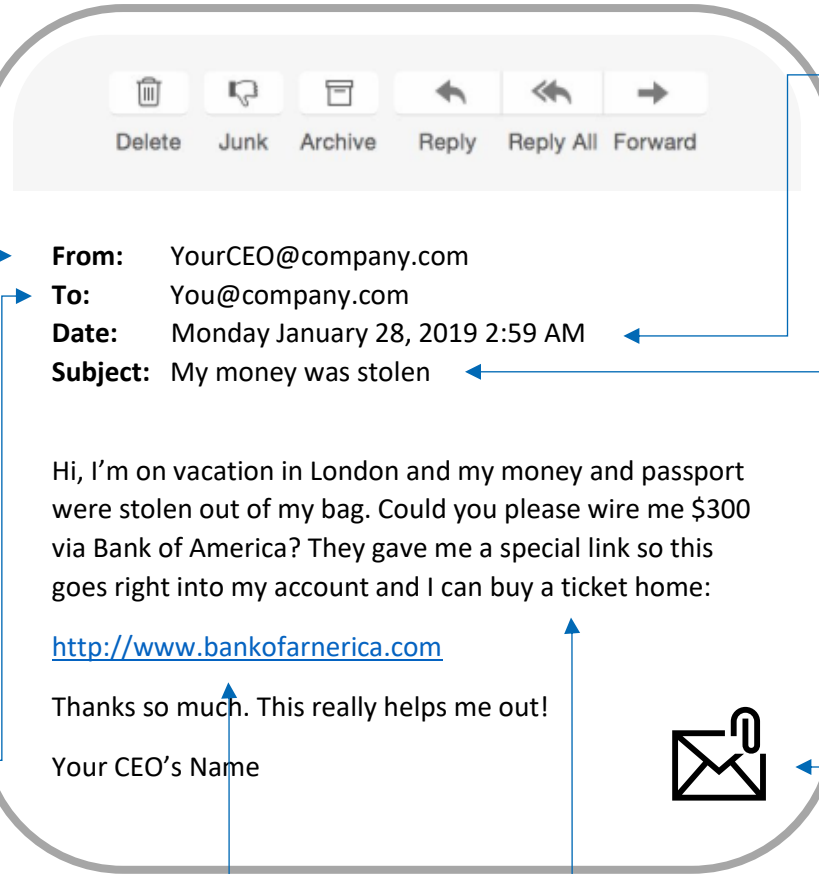 Delete Junk Archive Reply Reply All Forward
From: YourCEO@company.com
To: You@company.com
Date: Monday January 28, 2019 2:59 AM
Subject: My money was stolen
Hi, I’m on vacation in London and my money and passport
were stolen out of my bag. Could you please wire me $300
via Bank of America? They gave me a special link so this
goes right into my account and I can buy a ticket home:
http://www.bankofarnerica.com
Thanks so much. This really helps me out!
Your CEO’s Name